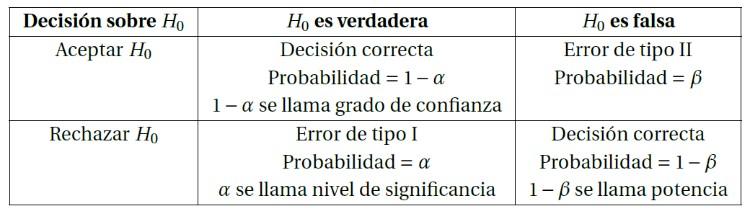 Decisión sobre H₀ H₀ es verdadera H₀ es falsa
Aceptar H₀ Decisión correcta Error de tipo II
Probabilidad = 1 − α Probabilidad = β
1 − α se llama grado de confianza
Rechazar H₀ Error de tipo I Decisión correcta
Probabilidad = α Probabilidad = 1 − β
α se llama nivel de significancia 1 − β se llama potencia